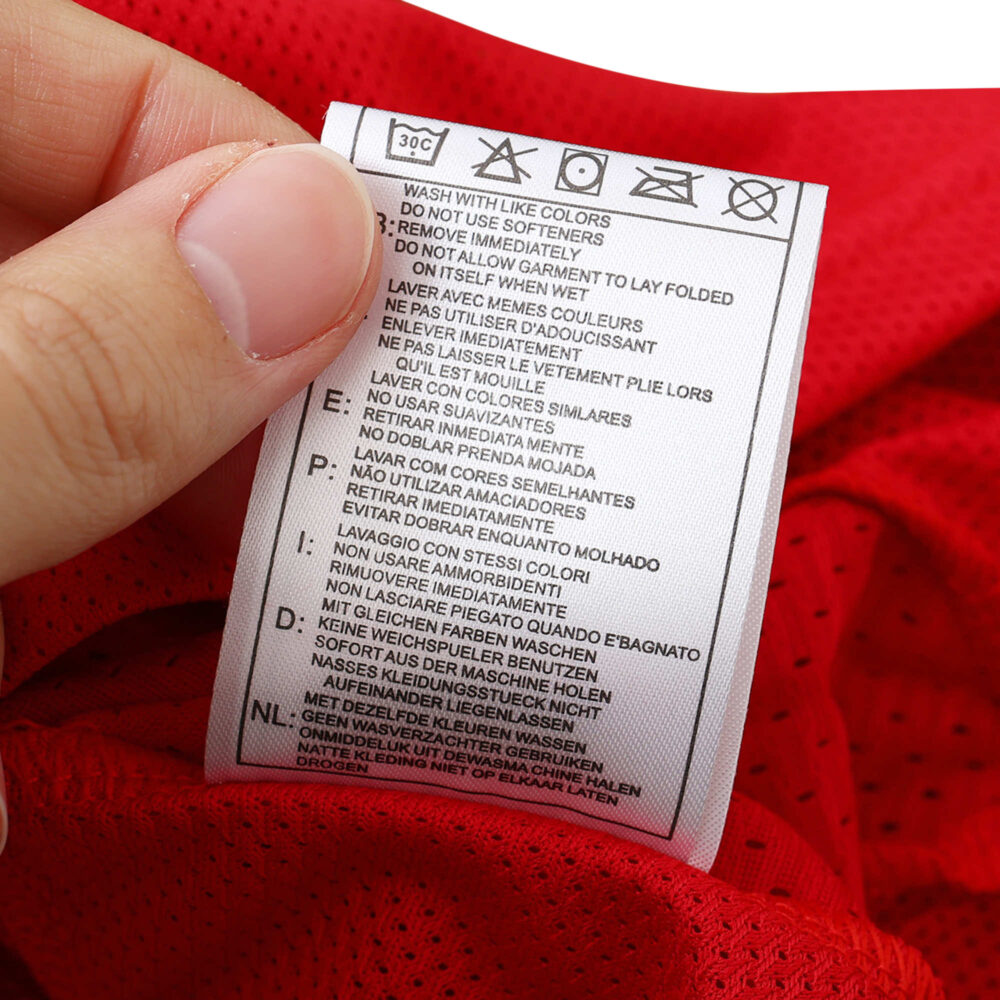 30C
WASH WITH LIKE COLORS
DO NOT USE SOFTENERS
REMOVE IMMEDIATELY
DO NOT ALLOW GARMENT TO LAY FOLDED
ON ITSELF WHEN WET
LAVER AVEC MEMES COULEURS
NE PAS UTILISER D'ADOUCISSANT
ENLEVER IMEDIATEMENT
NE PAS LAISSER LE VETEMENT PLIE LORS
QU'IL EST MOUILLE
E: LAVER CON COLORES SIMLARES
NO USAR SUAVIZANTES
RETIRAR INMEDIATA MENTE
NO DOBLAR PRENDA MOJADA
P: LAVAR COM CORES SEMELHANTES
NÃO UTILIZAR AMACIADORES
RETIRAR IMEDIATAMENTE
EVITAR DOBRAR ENQUANTO MOLHADO
I: LAVAGGIO CON STESSI COLORI
NON USARE AMMORBIDENTI
RIMUOVERE IMEDIATAMENTE
NON LASCIARE PIEGATO QUANDO E'BAGNATO
D: MIT GLEICHEN FARBEN WASCHEN
KEINE WEICHSPUELER BENUTZEN
SOFORT AUS DER MASCHINE HOLEN
NASSES KLEIDUNGSSTUECK NICHT
AUFEINANDER LIEGENLASSEN
NL: MET DEZELFDE KLEUREN WASSEN
GEEN WASVERZACHTER GEBRUIKEN
ONMIDDELUK UIT DEWASMA CHINE HALEN
NATTE KLEDING NIET OP ELKAAR LATEN
DROGEN